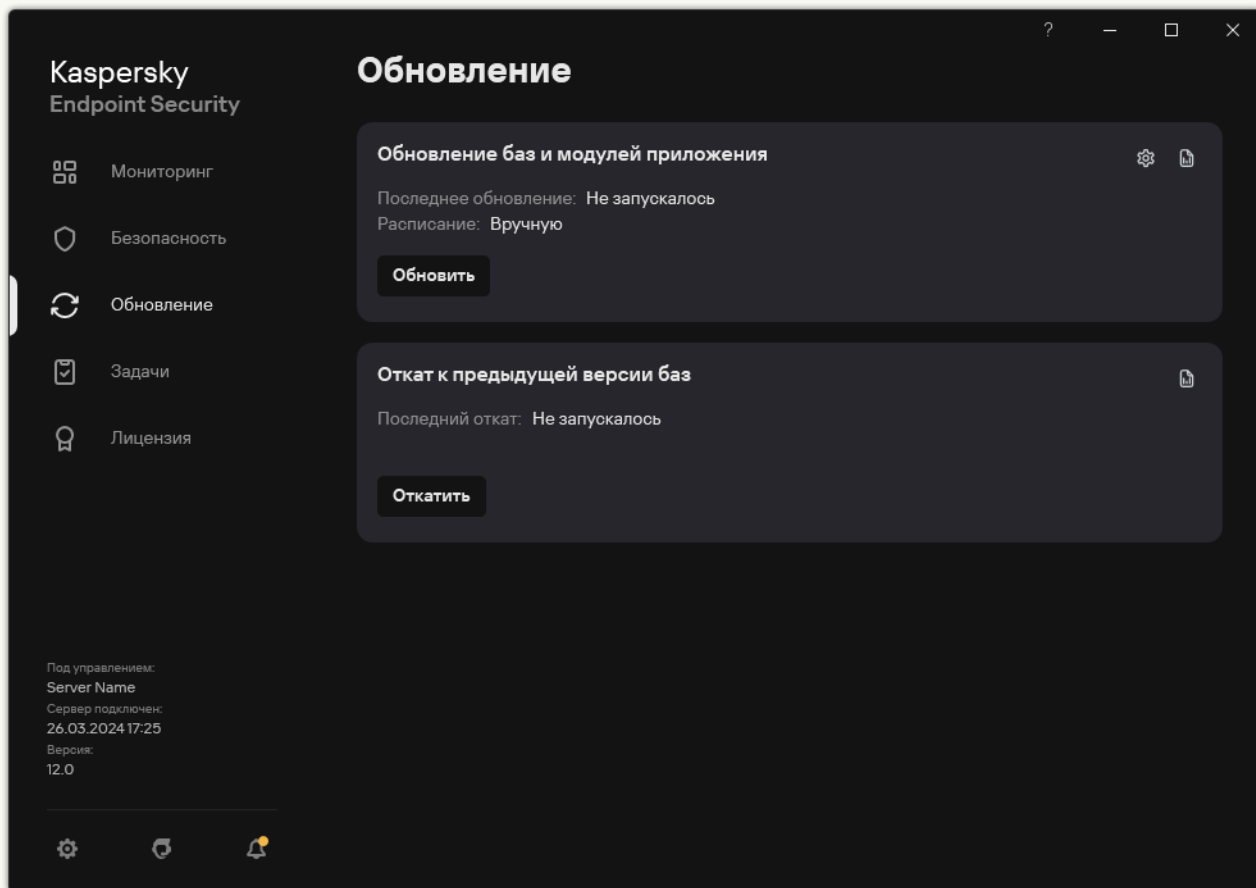 ?
Kaspersky
Endpoint Security
Мониторинг
Безопасность
Обновление
Задачи
Лицензия
Под управлением:
Server Name
Сервер подключен:
26.03.2024 17:25
Версия:
12.0
Обновление
Обновление баз и модулей приложения
Последнее обновление: Не запускалось
Расписание: Вручную
Обновить
Откат к предыдущей версии баз
Последний откат: Не запускалось
Откатить